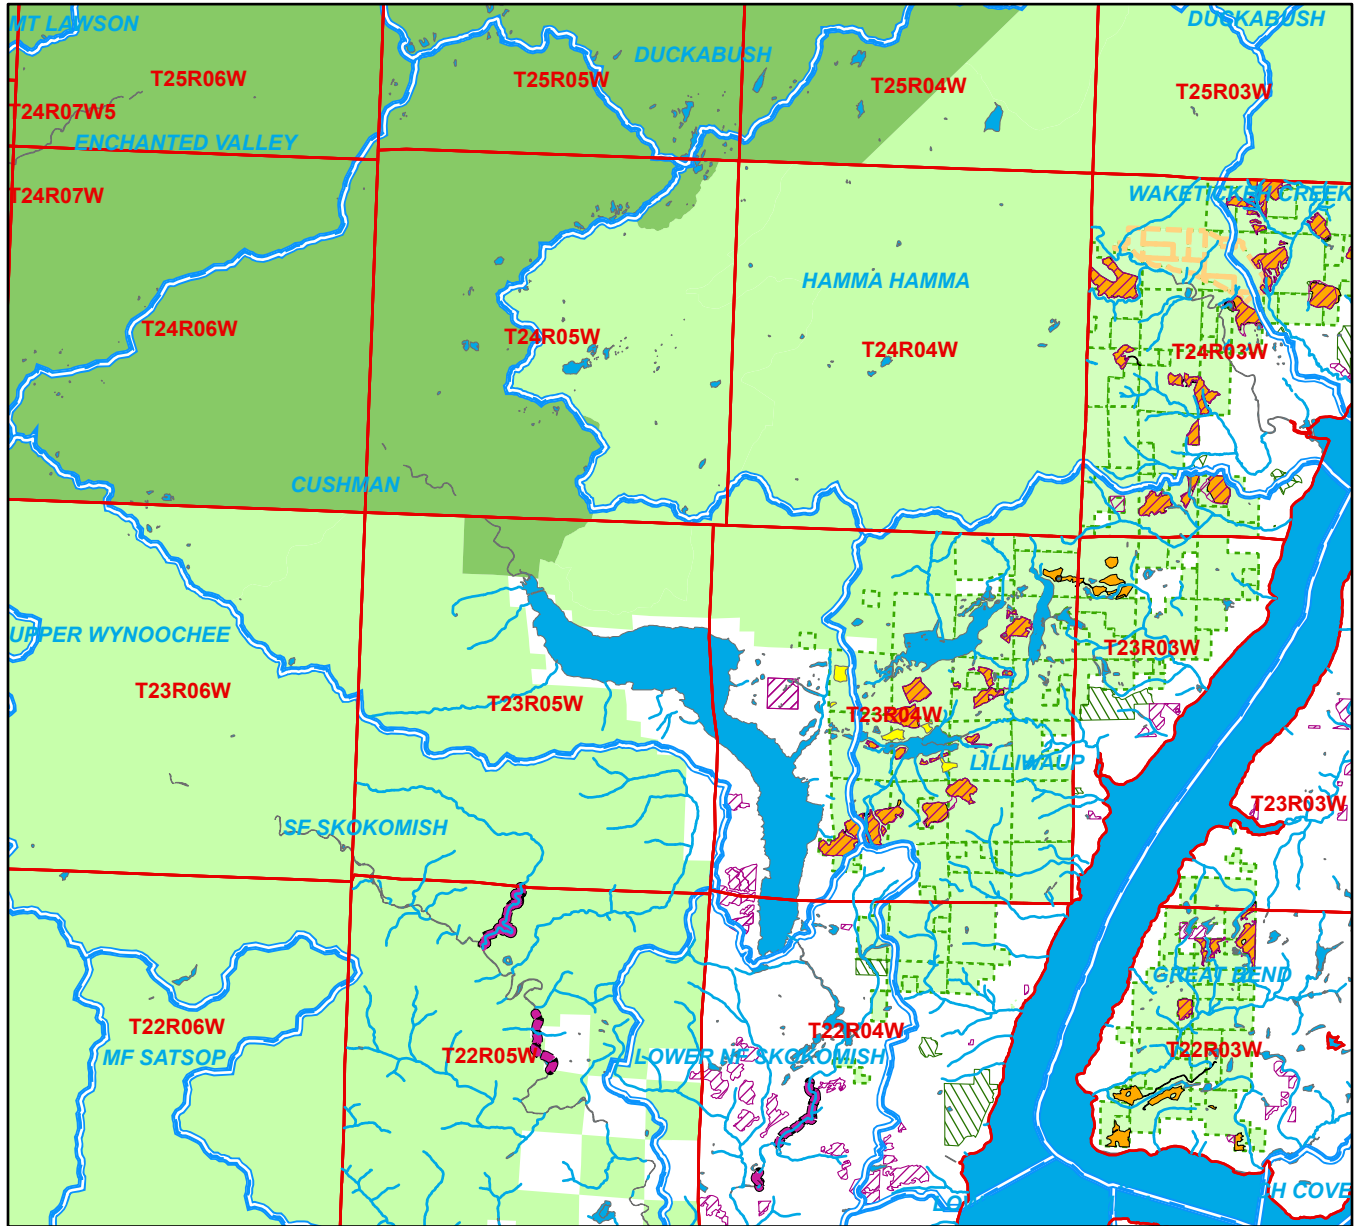 MT LAWSON
DUCKABUSH
DUCKABUSH
T25R06W
T25R05W
T25R04W
T25R03W
T24R07W5
ENCHANTED VALLEY
T24R07W
WAKETICKEH CREEK
HAMMA HAMMA
T24R06W
T24R05W
T24R04W
T24R03W
CUSHMAN
UPPER WYNOOCHEE
T23R03W
T23R06W
T23R05W
T23R04W
LILLIWAUP
T23R03W
SF SKOKOMISH
GREAT BEND
T22R06W
T22R04W
MF SATSOP
T22R05W
LOWER NF SKOKOMISH
T22R03W
H COVE